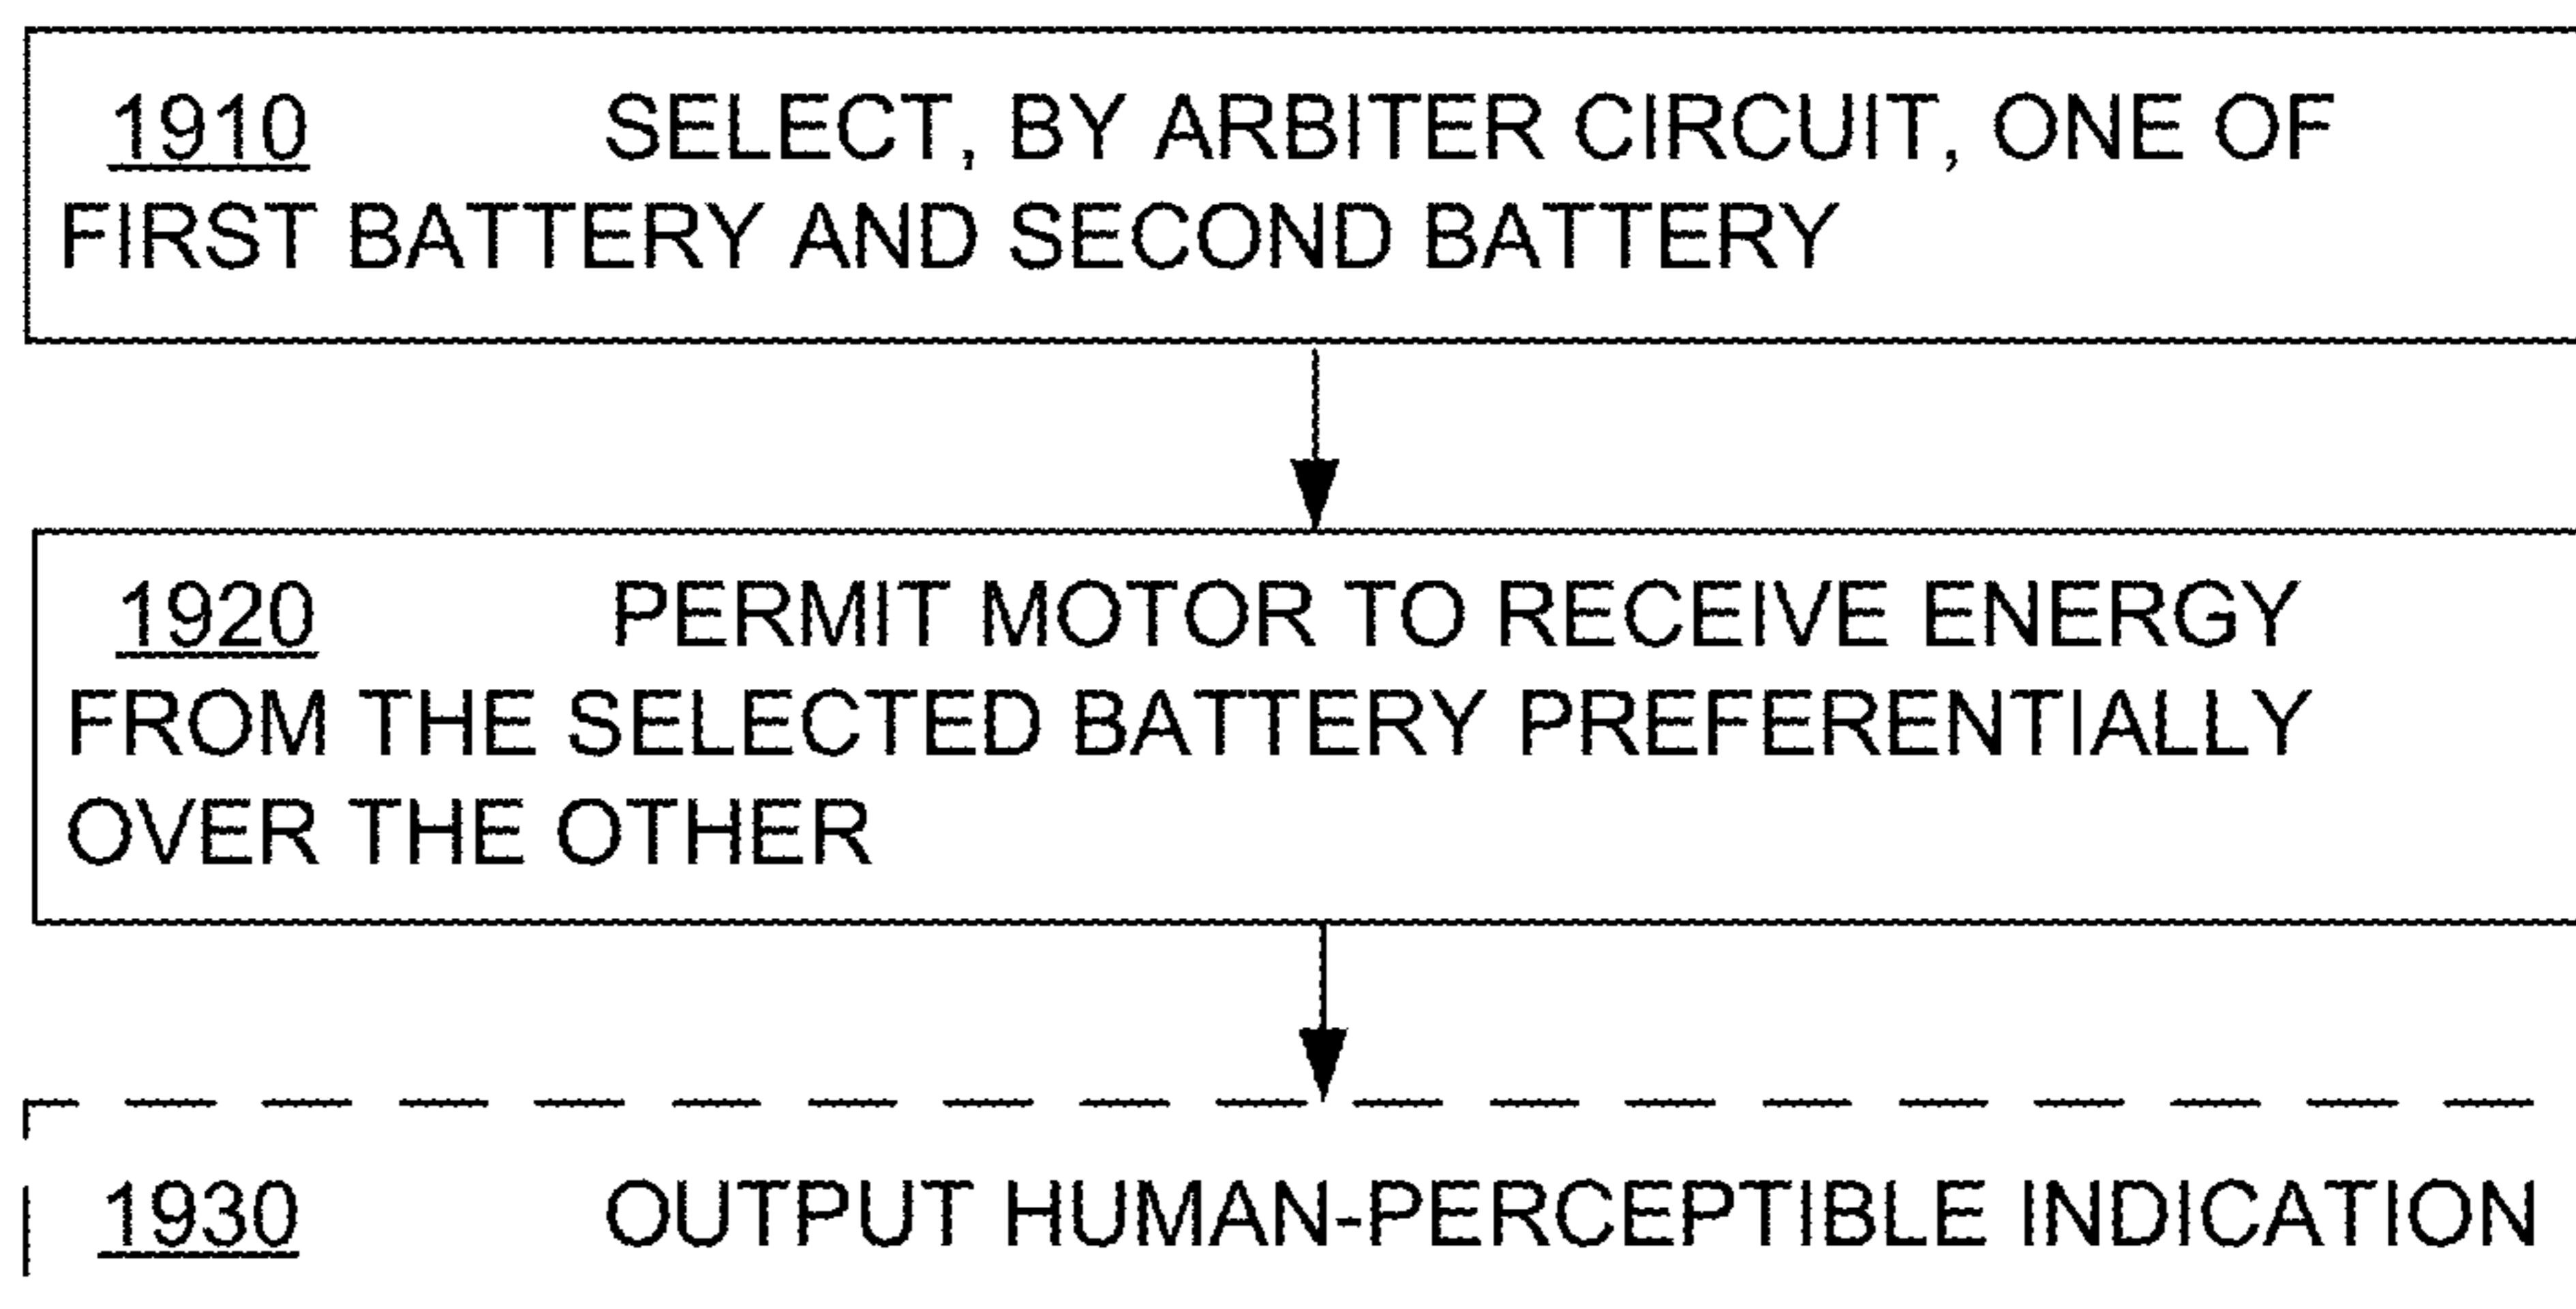 1910 SELECT, BY ARBITER CIRCUIT, ONE OF
FIRST BATTERY AND SECOND BATTERY
1920 PERMIT MOTOR TO RECEIVE ENERGY
FROM THE SELECTED BATTERY PREFERENTIALLY
OVER THE OTHER
1930 OUTPUT HUMAN-PERCEPTIBLE INDICATION